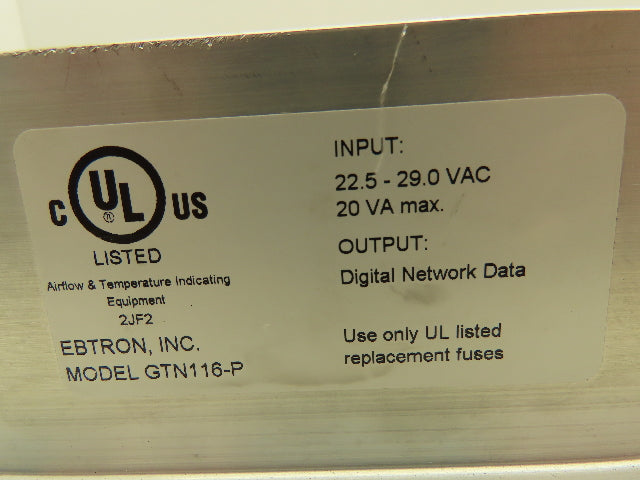 C UL ® US
LISTED
Airflow & Temperature Indicating
Equipment
2JF2
EBTRON, INC.
MODEL GTN116-P
INPUT:
22.5 - 29.0 VAC
20 VA max.
OUTPUT:
Digital Network Data
Use only UL listed
replacement fuses